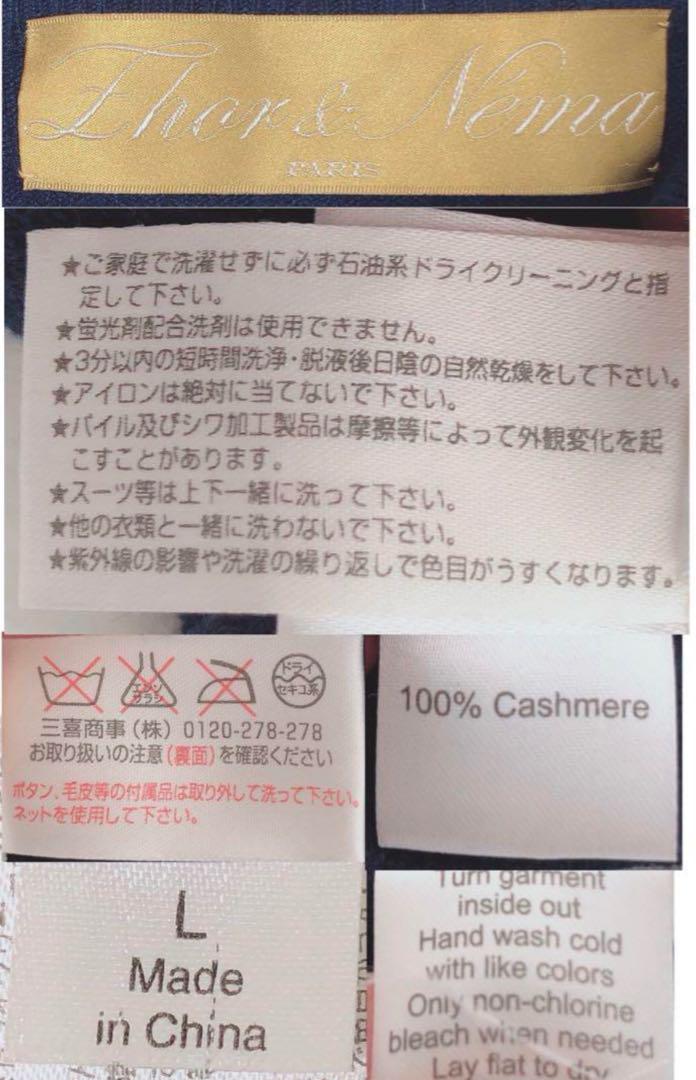 Thor & Néma
PARIS
★ご家庭で洗濯せずに必ず石油系ドライクリーニングと指
定して下さい。
★蛍光剤配合洗剤は使用できません。
★3分以内の短時間洗浄・脱液後日陰の自然乾燥をして下さい。
★アイロンは絶対に当てないで下さい。
★パイル及びシワ加工製品は摩擦等によって外観変化を起
こすことがあります。
★スーツ等は上下一緒に洗って下さい。
★他の衣類と一緒に洗わないで下さい。
★紫外線の影響や洗濯の繰り返しで色目がうすくなります。
エンソ
サラシ
ドライ
セキユ系
三喜商事(株) 0120-278-278
お取り扱いの注意(裏面)を確認ください
ボタン、毛皮等の付属品は取り外して洗って下さい。
ネットを使用して下さい。
100% Cashmere
L
Made
in China
Turn garment
inside out
Hand wash cold
with like colors
Only non-chlorine
bleach when needed
Lay flat to dry